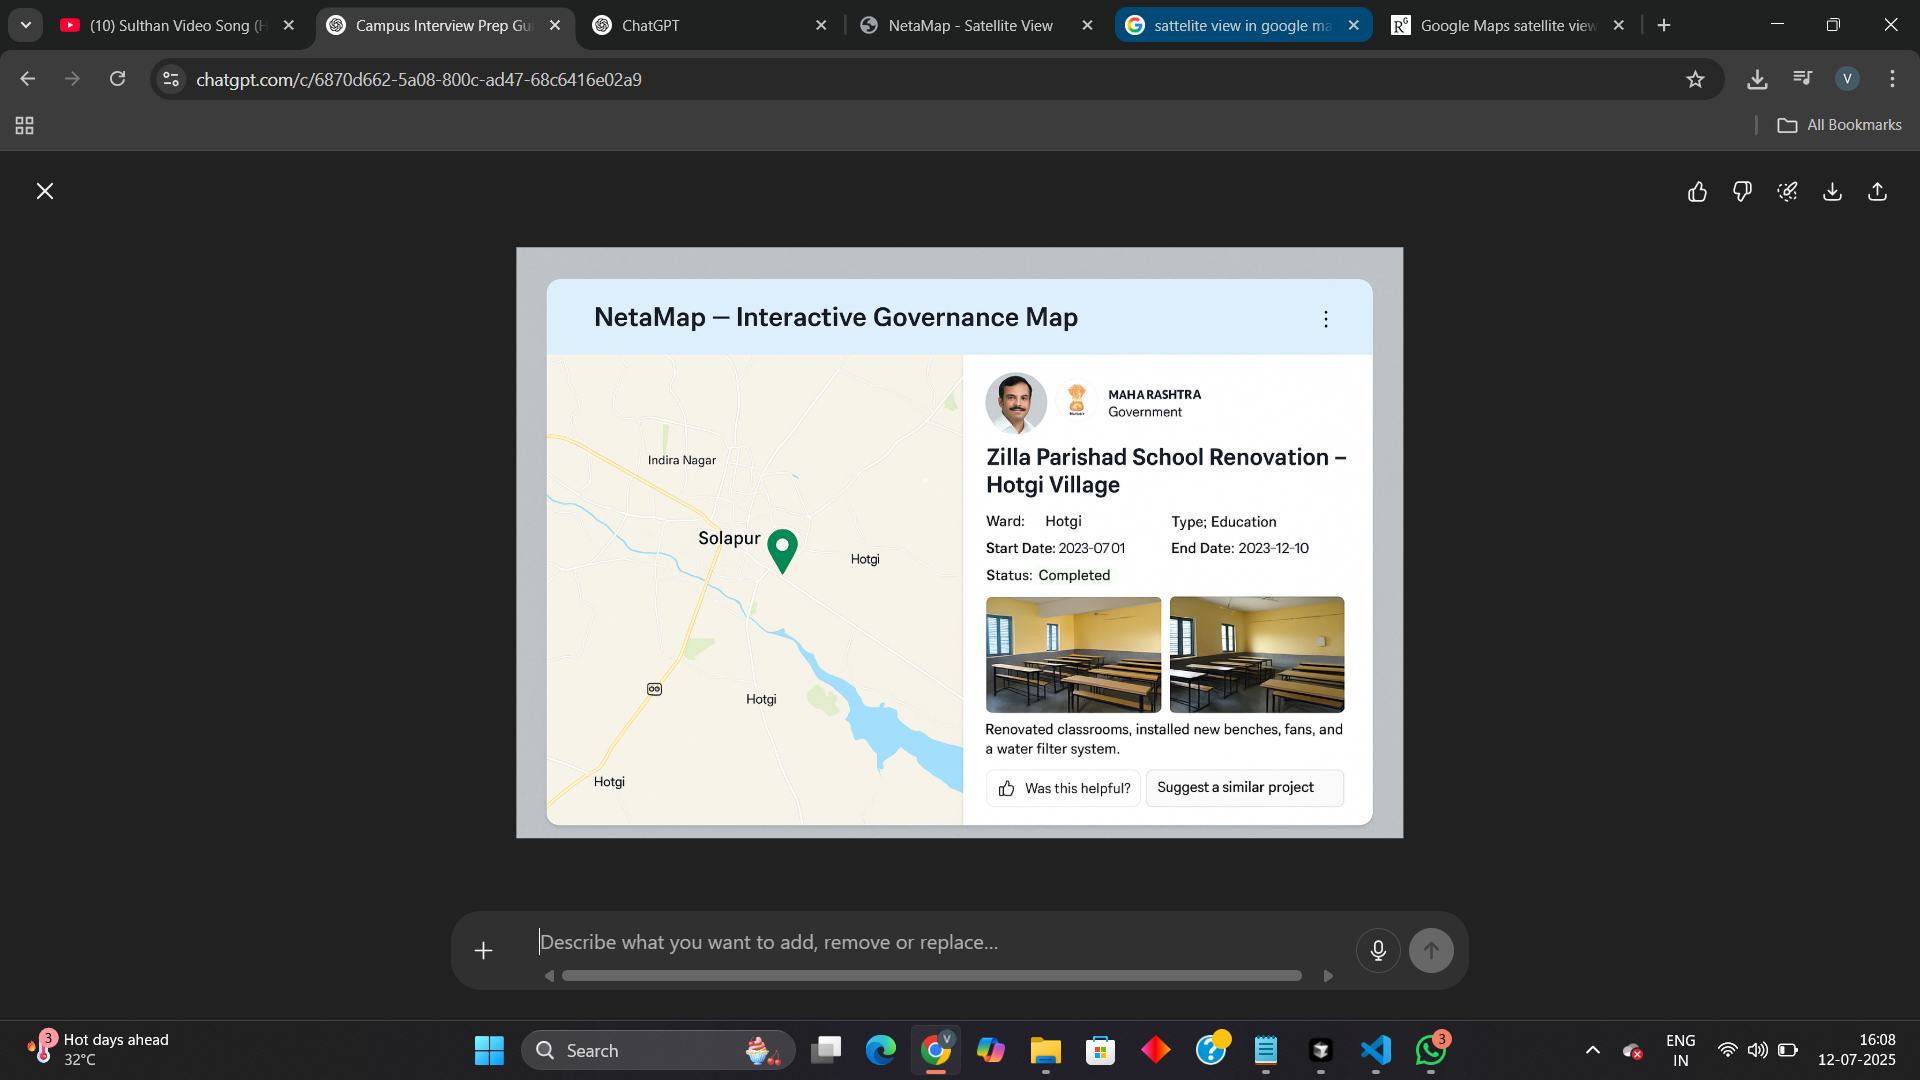 (10) Sulthan Video Song (H
Campus Interview Prep Gui
ChatGPT
NetaMap - Satellite View
sattelite view in google ma
Google Maps satellite view
chatgpt.com/c/6870d662-5a08-800c-ad47-68c6416e02a9
V
All Bookmarks
NetaMap – Interactive Governance Map
Indira Nagar
Solapur
Hotgi
Hotgi
Hotgi
MAHARASHTRA
Government
Zilla Parishad School Renovation –
Hotgi Village
Ward: Hotgi
Type; Education
Start Date: 2023-0701
End Date: 2023-12-10
Status: Completed
Renovated classrooms, installed new benches, fans, and
a water filter system.
Was this helpful?
Suggest a similar project
Describe what you want to add, remove or replace...
3
Hot days ahead
32°C
Search
V
3
ENG
IN
16:08
12-07-2025